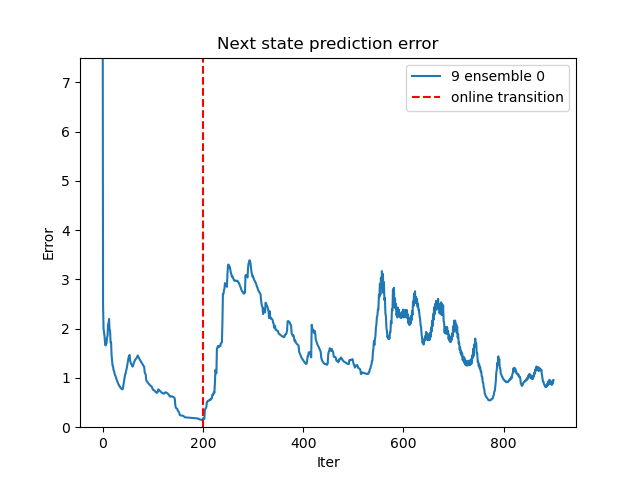 Next state prediction error
9 ensemble 0
online transition
Error
7
6
5
4
3
2
1
0
0 200 400 600 800
Iter